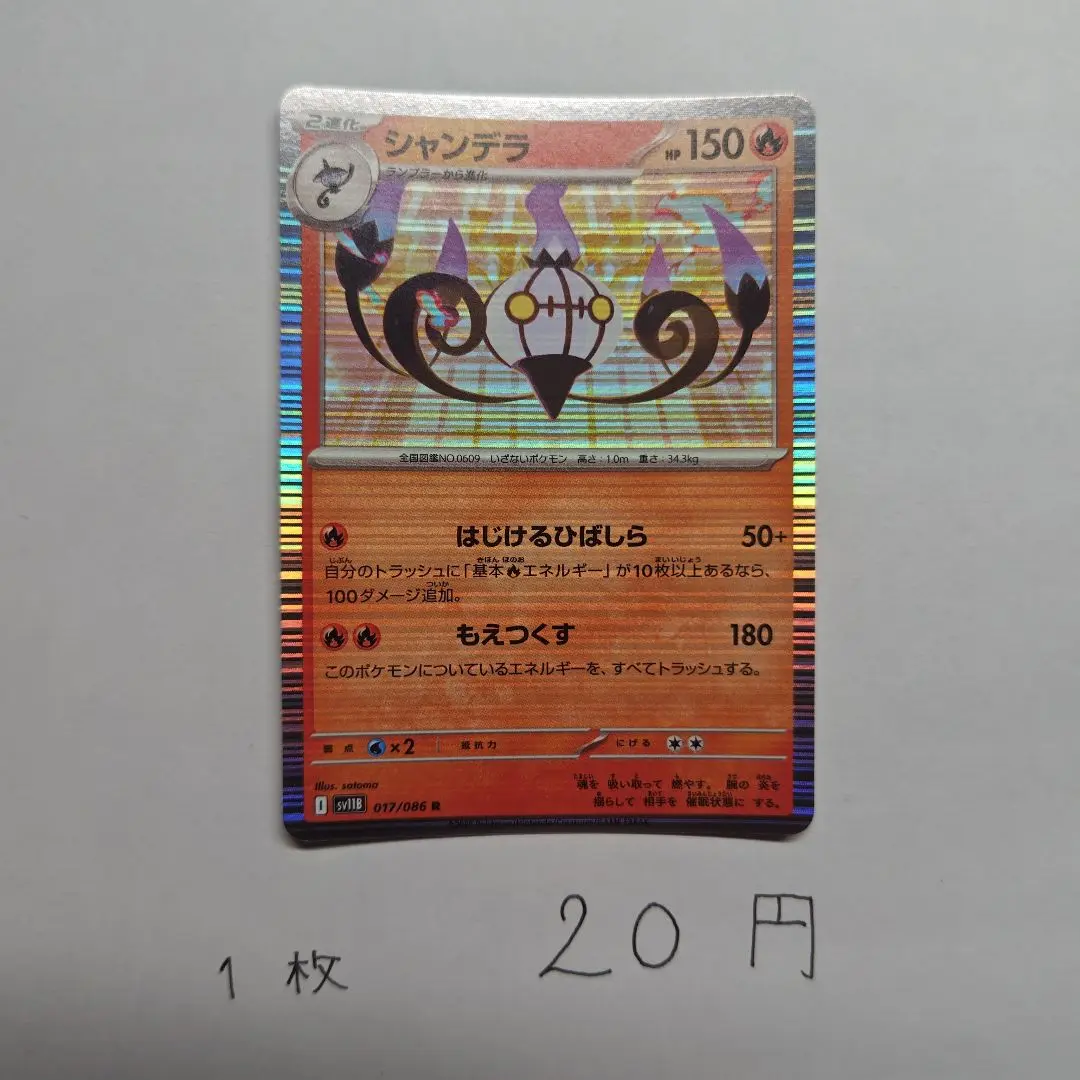 2進化
シャンデラ
HP 150
ランプラーから進化
全国図鑑NO.0609 いざないポケモン 高さ:1.0m 重さ:34.3kg
はじけるひばしら 50+
自分のトラッシュに「基本エネルギー」が10枚以上あるなら、
100ダメージ追加。
もえつくす 180
このポケモンについているエネルギーを、すべてトラッシュする。
弱点 ×2 抵抗力 にげる
Illus. satoma
魂を 吸い取って 燃やす。 腕の 炎を
揺らして 相手を 催眠状態に する。
I sv11B 017/086 R
1枚 20円